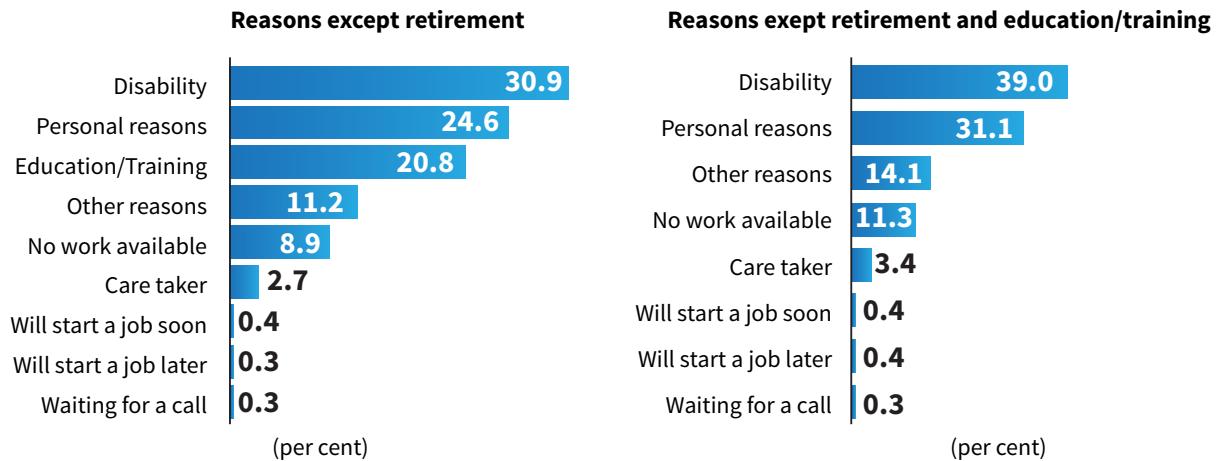 Reasons except retirement
Disability 30.9
Personal reasons 24.6
Education/Training 20.8
Other reasons 11.2
No work available 8.9
Care taker 2.7
Will start a job soon 0.4
Will start a job later 0.3
Waiting for a call 0.3
(per cent)
Reasons exept retirement and education/training
Disability 39.0
Personal reasons 31.1
Other reasons 14.1
No work available 11.3
Care taker 3.4
Will start a job soon 0.4
Will start a job later 0.4
Waiting for a call 0.3
(per cent)